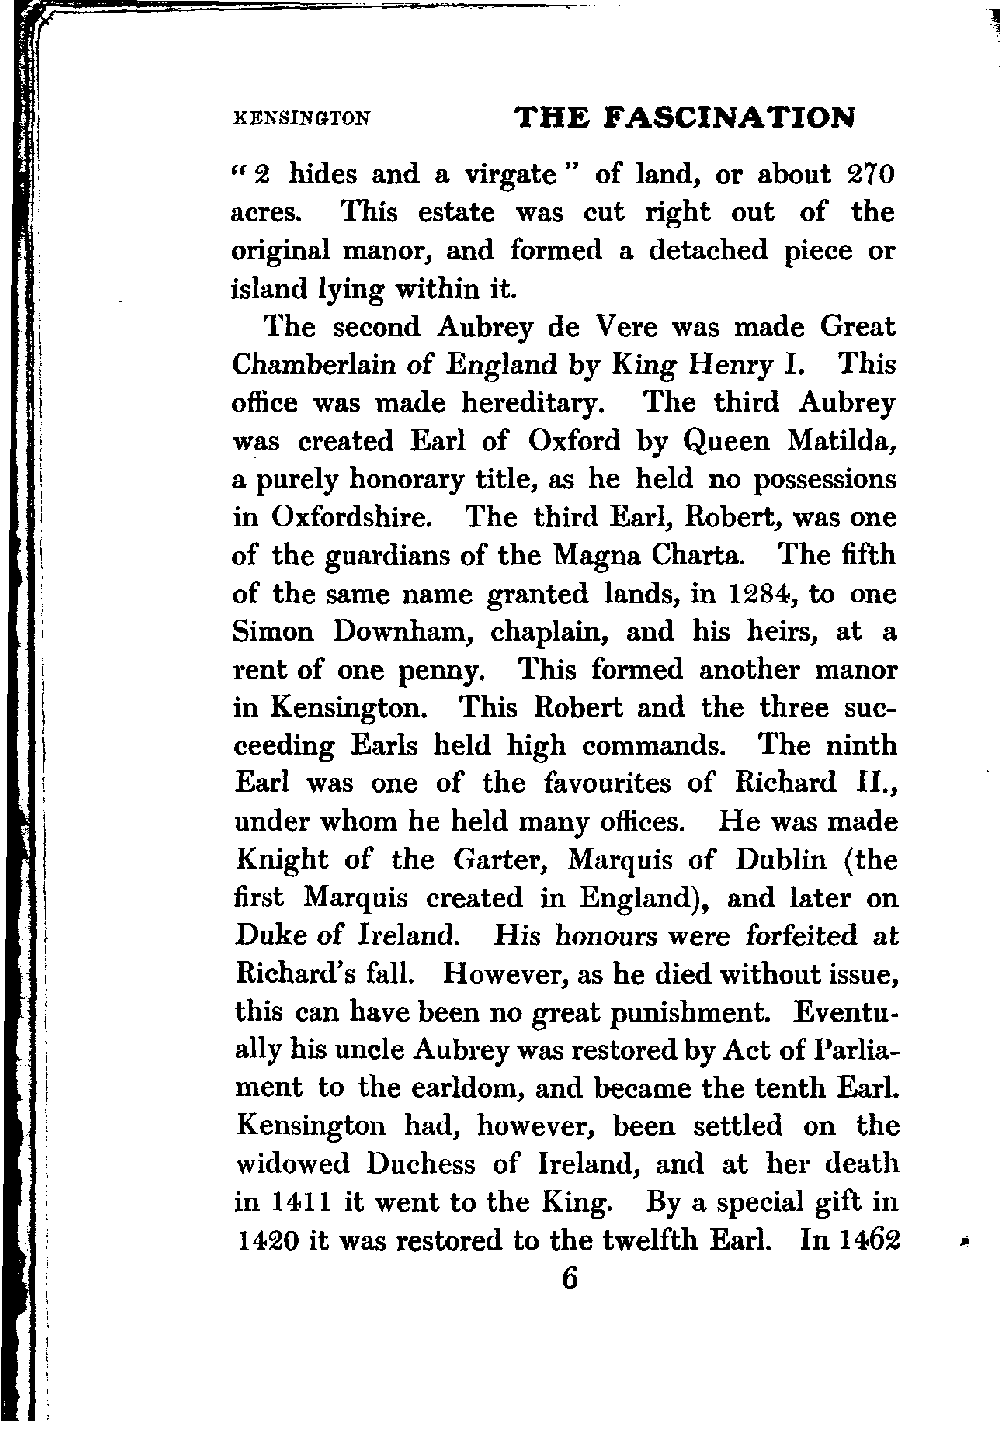 KENSINGTON THE FASCINATION
“ 2 hides and a virgate ” of land, or about 270
acres. This estate was cut right out of the
original manor, and formed a detached piece or
island lying within it.
The second Aubrey de Vere was made Great
Chamberlain of England by King Henry I. This
office was made hereditary. The third Aubrey
was created Earl of Oxford by Queen Matilda,
a purely honorary title, as he held no possessions
in Oxfordshire. The third Earl, Robert, was one
of the guardians of the Magna Charta. The fifth
of the same name granted lands, in 1284, to one
Simon Downham, chaplain, and his heirs, at a
rent of one penny. This formed another manor
in Kensington. This Robert and the three suc-
ceeding Earls held high commands. The ninth
Earl was one of the favourites of Richard II.,
under whom he held many offices. He was made
Knight of the Garter, Marquis of Dublin (the
first Marquis created in England), and later on
Duke of Ireland. His honours were forfeited at
Richard’s fall. However, as he died without issue,
this can have been no great punishment. Eventu-
ally his uncle Aubrey was restored by Act of Parlia-
ment to the earldom, and became the tenth Earl.
Kensington had, however, been settled on the
widowed Duchess of Ireland, and at her death
in 1411 it went to the King. By a special gift in
1420 it was restored to the twelfth Earl. In 1462
6